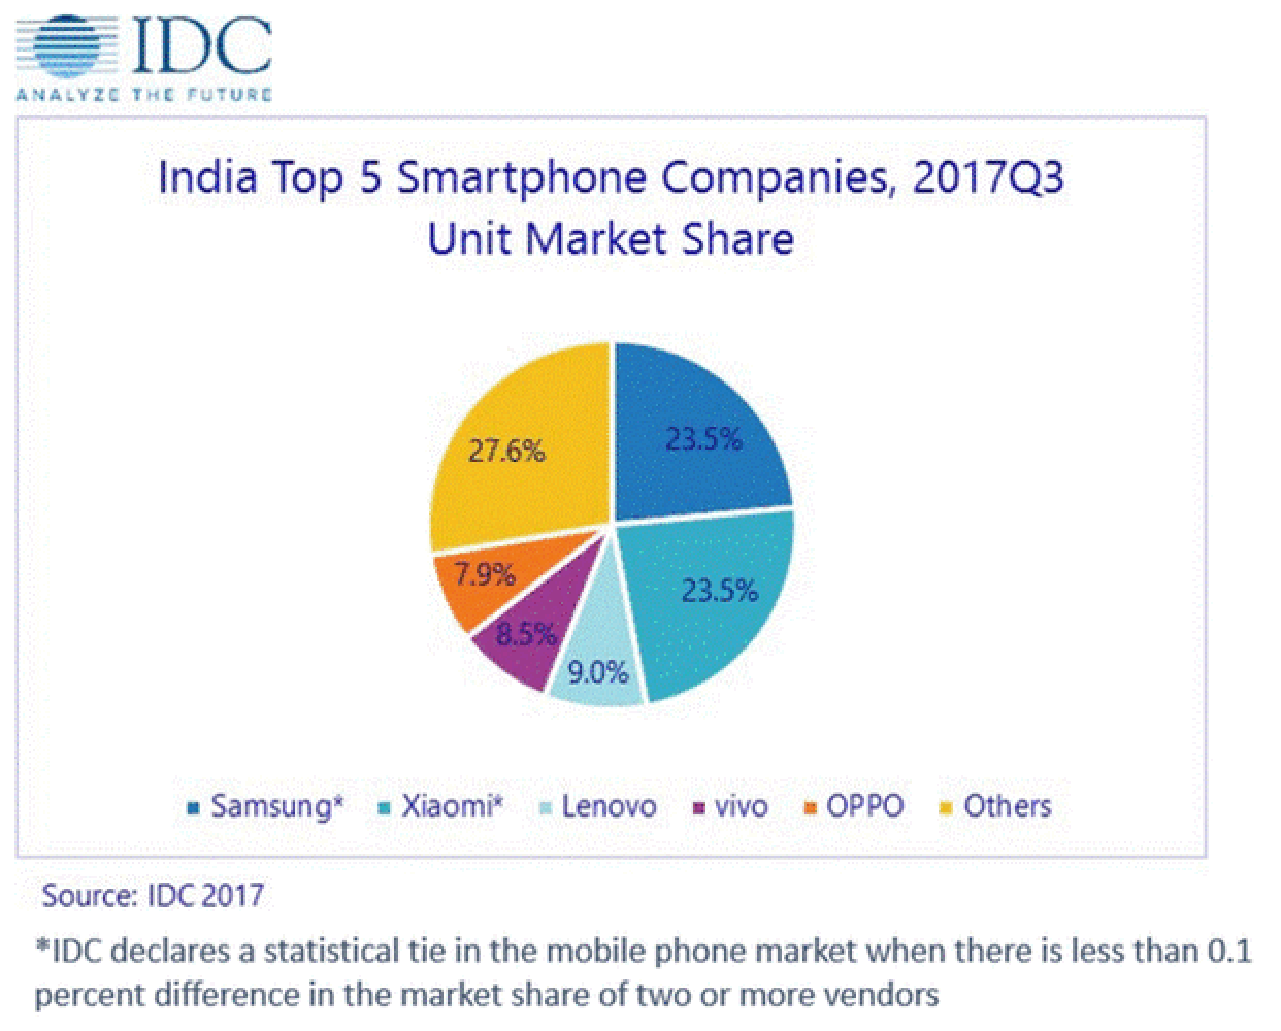 IDC
ANALYZE THE FUTURE
India Top 5 Smartphone Companies, 2017Q3
Unit Market Share
27.6%
23.5%
7.9%
23.5%
8.5%
9.0%
Samsung* Xiaomi* Lenovo vivo OPPO Others
Source: IDC 2017
*IDC declares a statistical tie in the mobile phone market when there is less than 0.1
percent difference in the market share of two or more vendors